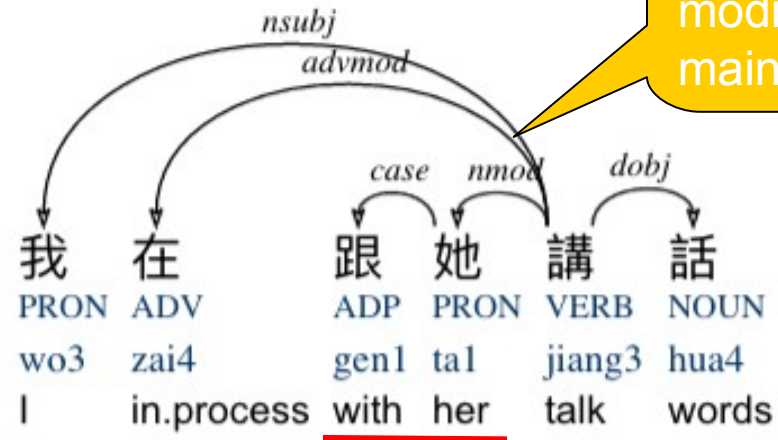 main
nsubj
advmod
case nmod dobj
我 在 跟 她 講 話
PRON ADV ADP PRON VERB NOUN
wo3 zai4 gen1 ta1 jiang3 hua4
I in.process with her talk words